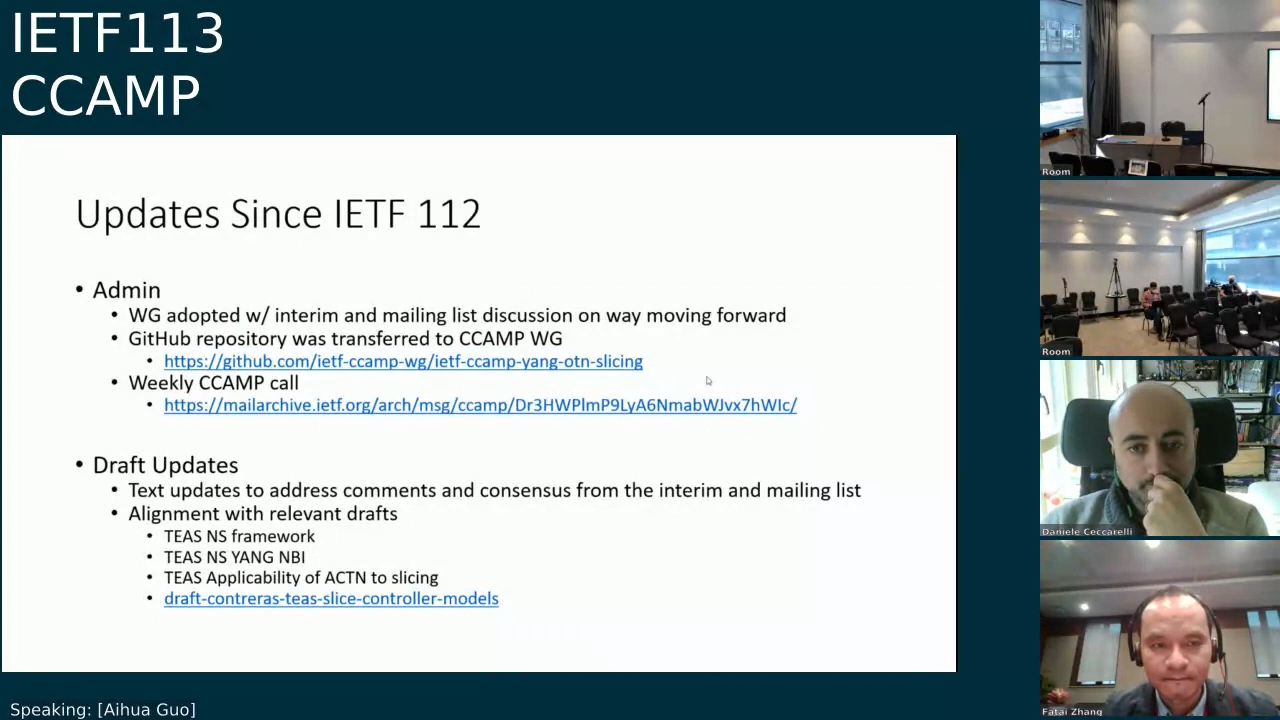 IETF113
CCAMP
Updates Since IETF 112
• Admin
• WG adopted w/ interim and mailing list discussion on way moving forward
• GitHub repository was transferred to CCAMP WG
• https://github.com/ietf-ccamp-wg/ietf-ccamp-yang-otn-slicing
• Weekly CCAMP call
• https://mailarchive.ietf.org/arch/msg/ccamp/Dr3HWPlmP9LyA6NmabWJvx7hWIc/
• Draft Updates
• Text updates to address comments and consensus from the interim and mailing list
• Alignment with relevant drafts
• TEAS NS framework
• TEAS NS YANG NBI
• TEAS Applicability of ACTN to slicing
• draft-contreras-teas-slice-controller-models
Speaking: [Aihua Guo]
Room
Room
Daniele Ceccarelli
Fatai Zhang